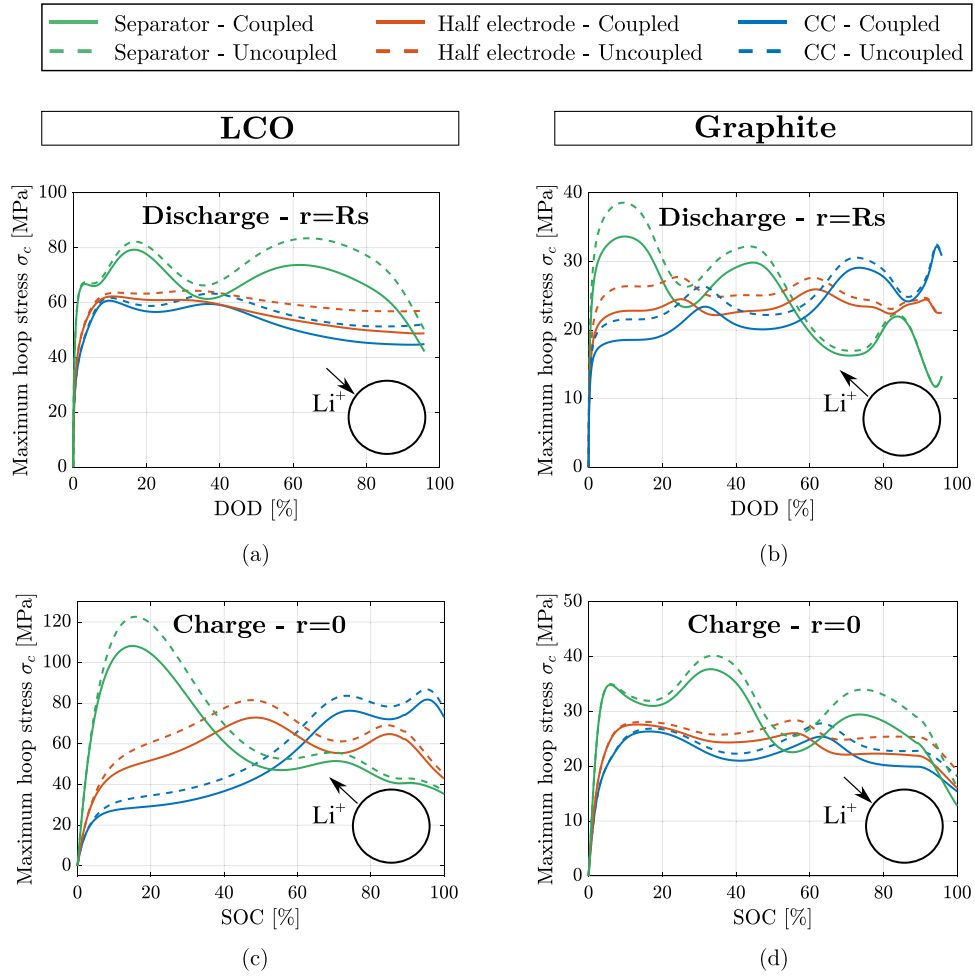 Separator - Coupled Half electrode - Coupled CC - Coupled
Separator - Uncoupled Half electrode - Uncoupled CC - Uncoupled
LCO Graphite
Maximum hoop stress σc [MPa]
100
80
60
40
20
0
Discharge - r=Rs
Li+
0 20 40 60 80 100
DOD [%]
(a)
Maximum hoop stress σc [MPa]
40
30
20
10
0
Discharge - r=Rs
Li+
0 20 40 60 80 100
DOD [%]
(b)
Maximum hoop stress σc [MPa]
120
100
80
60
40
20
0
Charge - r=0
Li+
0 20 40 60 80 100
SOC [%]
(c)
Maximum hoop stress σc [MPa]
50
40
30
20
10
0
Charge - r=0
Li+
0 20 40 60 80 100
SOC [%]
(d)